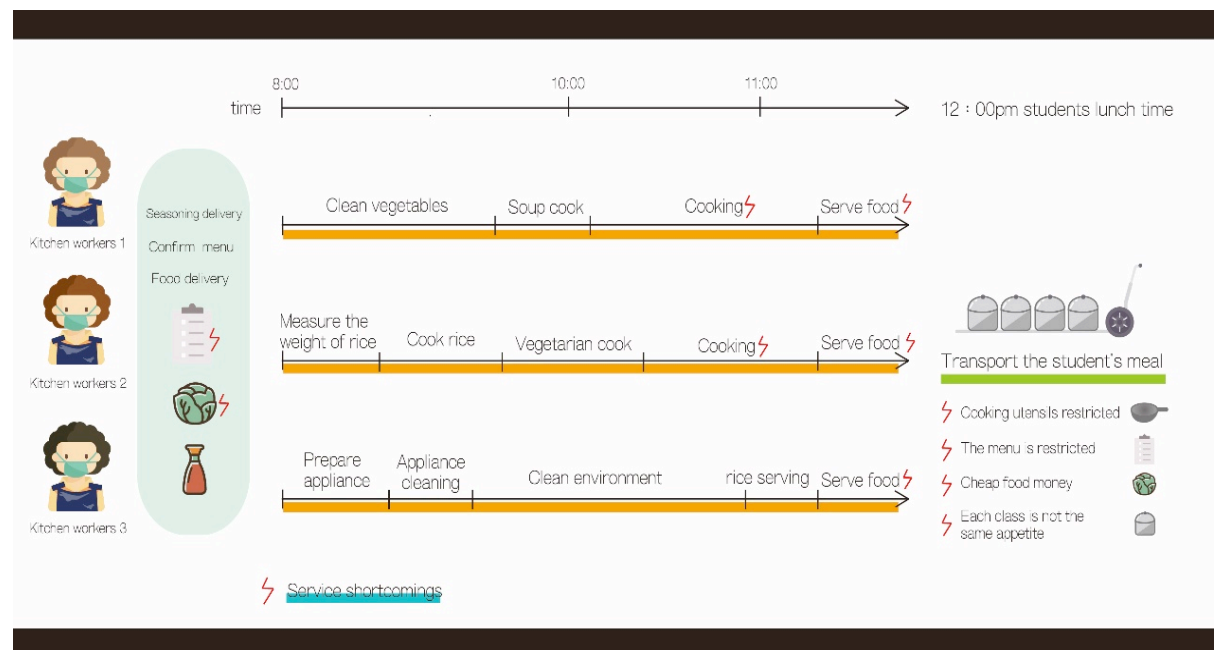 8:00 10:00 11:00
time
12：00pm students lunch time
Kitchen workers 1
Kitchen workers 2
Kitchen workers 3
Seasoning delivery
Confirm menu
Food delivery
Clean vegetables Soup cook Cooking Serve food
Measure the
weight of rice Cook rice Vegetarian cook Cooking Serve food
Prepare
appliance
Appliance
cleaning
Clean environment rice serving Serve food
Transport the student's meal
Cooking utensils restricted
The menu is restricted
Cheap food money
Each class is not the
same appetite
Service shortcomings